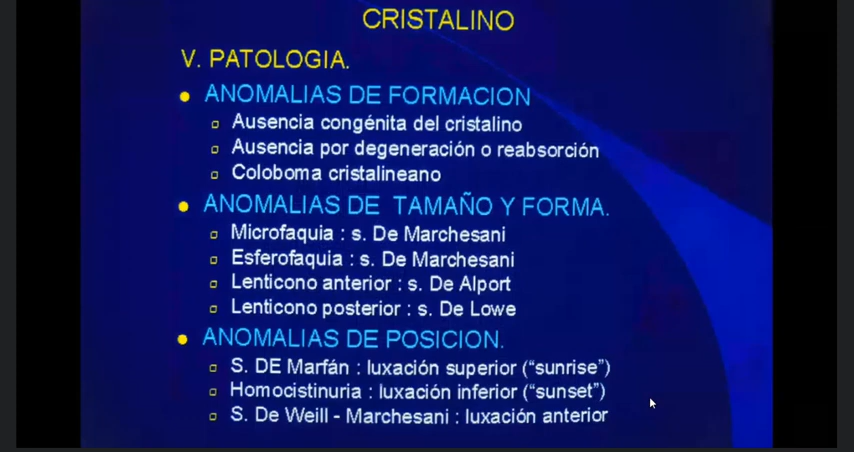 CRISTALINO
V. PATOLOGIA.
ANOMALIAS DE FORMACION
Ausencia congénita del cristalino
Ausencia por degeneración o reabsorción
Coloboma cristalineano
ANOMALIAS DE TAMAÑO Y FORMA.
Microfaquia : s. De Marchesani
Esferofaquia : s. De Marchesani
Lenticono anterior : s. De Alport
Lenticono posterior : s. De Lowe
ANOMALIAS DE POSICION.
S. DE Marfán : luxación superior (“sunrise”)
Homocistinuria : luxación inferior (“sunset”)
S. De Weill - Marchesani : luxación anterior